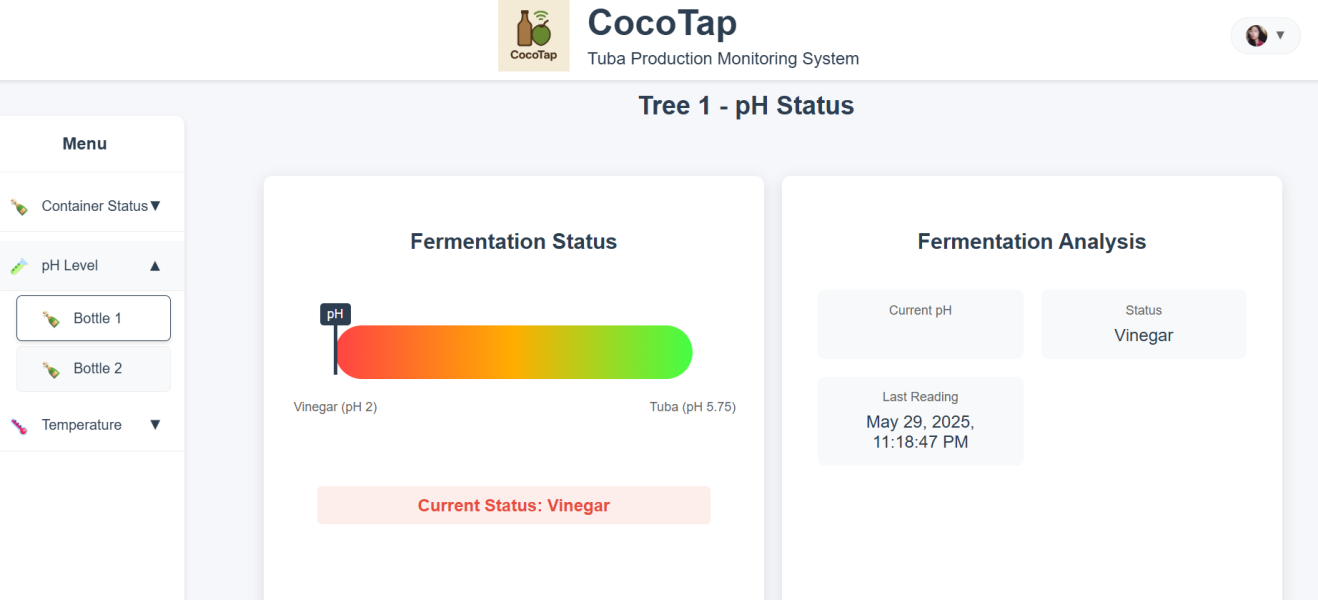 CocoTap
CocoTap
Tuba Production Monitoring System
▼
Tree 1 - pH Status
Menu
Container Status▼
pH Level ▲
Bottle 1
Bottle 2
Temperature ▼
Fermentation Status
pH
Vinegar (pH 2) Tuba (pH 5.75)
Current Status: Vinegar
Fermentation Analysis
Current pH
Status
Vinegar
Last Reading
May 29, 2025,
11:18:47 PM